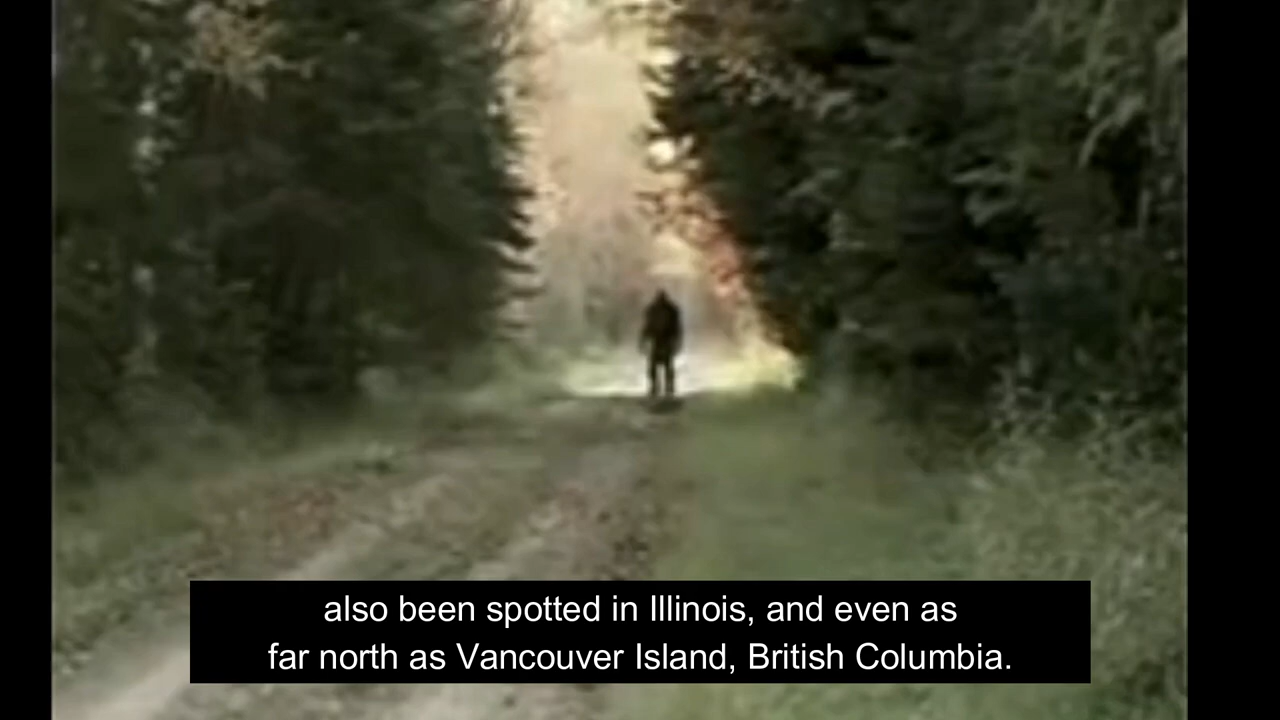 also been spotted in Illinois, and even as
far north as Vancouver Island, British Columbia.